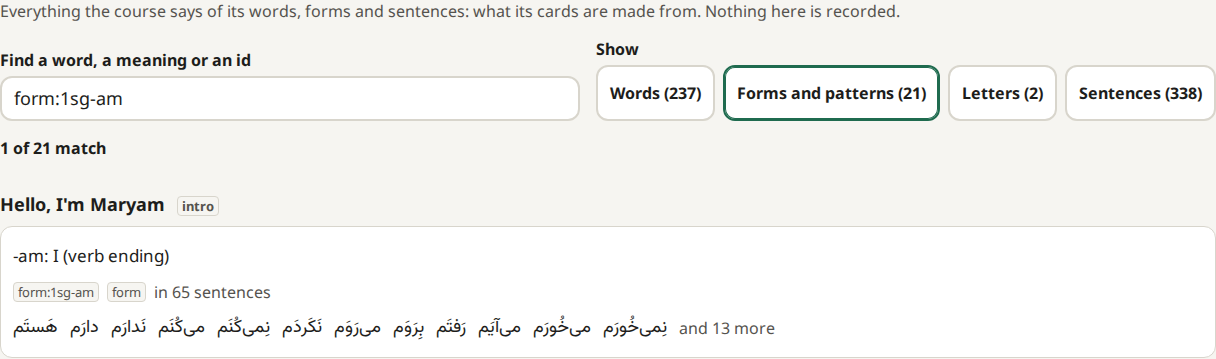 Everything the course says of its words, forms and sentences: what its cards are made from. Nothing here is recorded.
Find a word, a meaning or an id
form:1sg-am
Show
Words (237)
Forms and patterns (21)
Letters (2)
Sentences (338)
1 of 21 match
Hello, I'm Maryam intro
-am: I (verb ending)
form:1sg-am form in 65 sentences
هَستَم دارَم نَدارَم می‌کُنَم نِمی‌کُنَم نَکَردَم می‌رَوَم بِرَوَم رَفتَم می‌آیَم می‌خُورَم نِمی‌خُورَم and 13 more